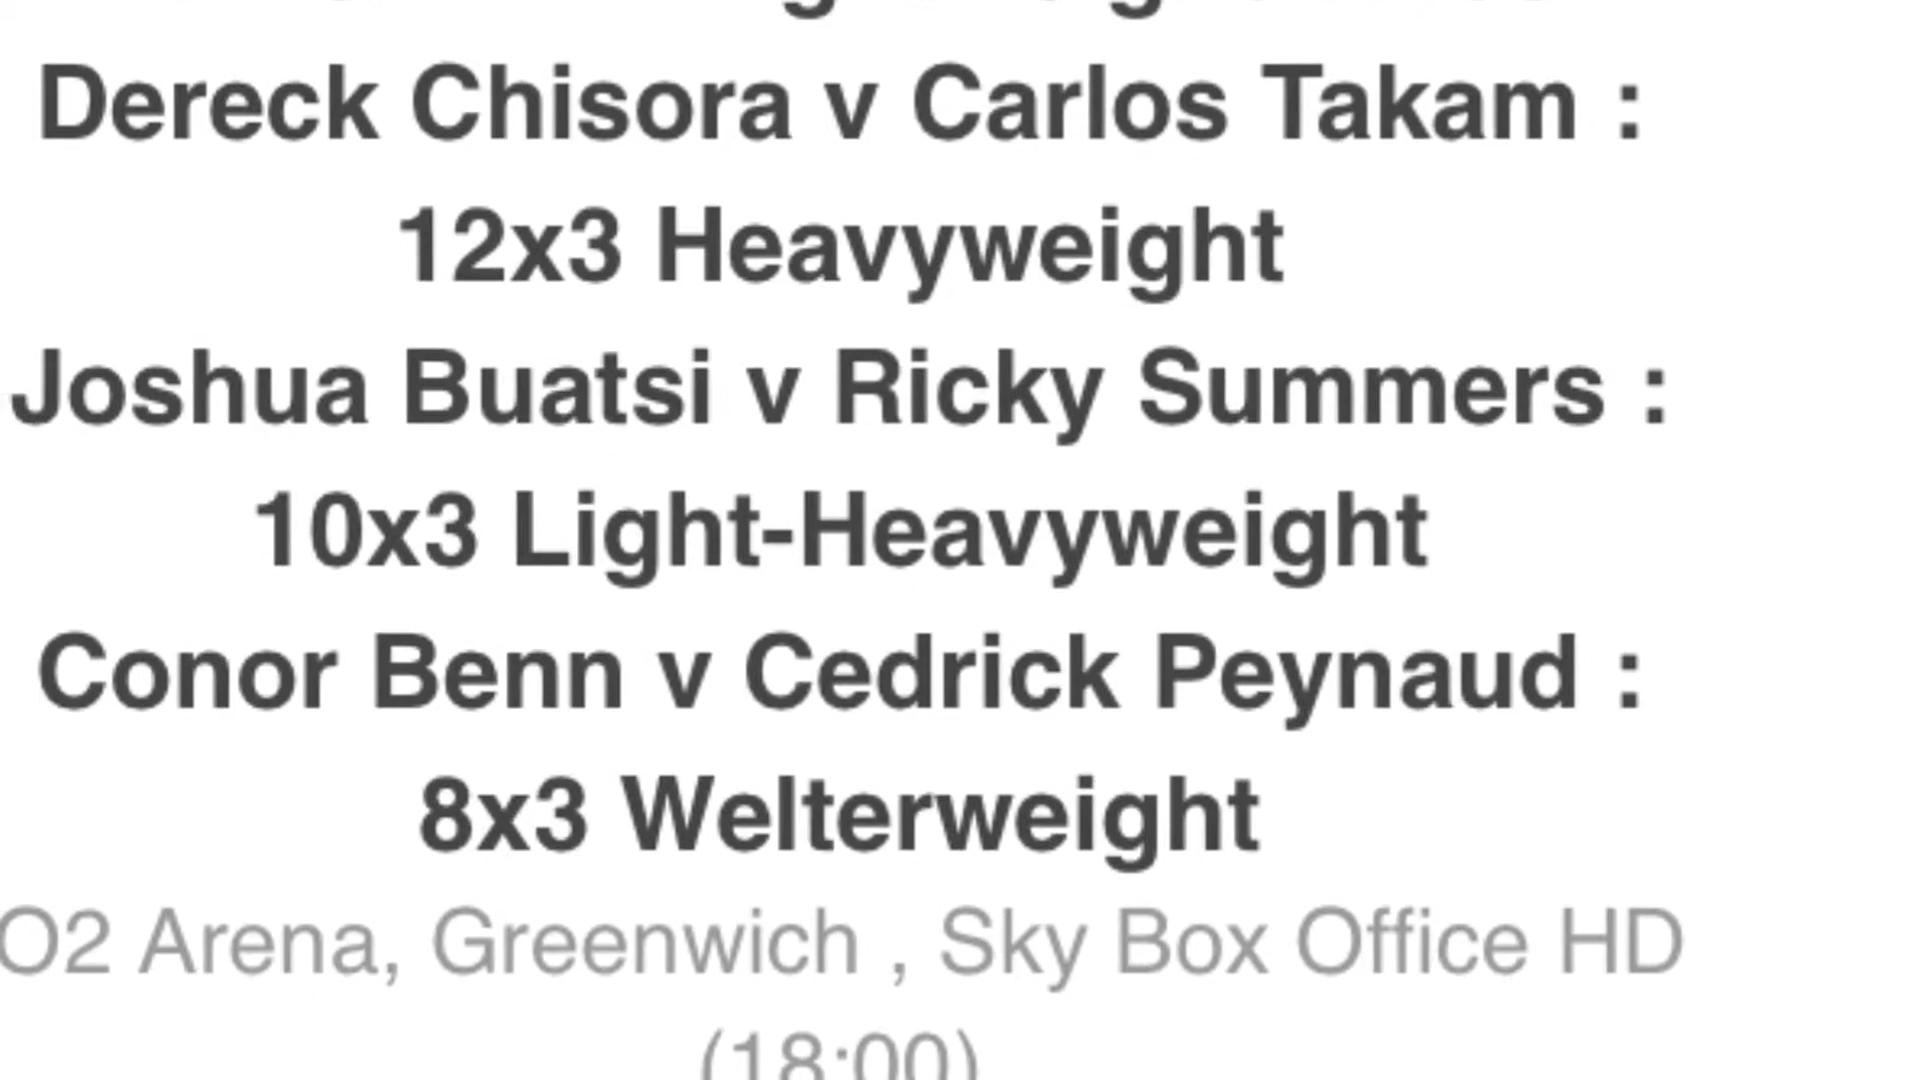 Dereck Chisora v Carlos Takam :
12x3 Heavyweight
Joshua Buatsi v Ricky Summers :
10x3 Light-Heavyweight
Conor Benn v Cedrick Peynaud :
8x3 Welterweight
O2 Arena, Greenwich , Sky Box Office HD
(18:00)